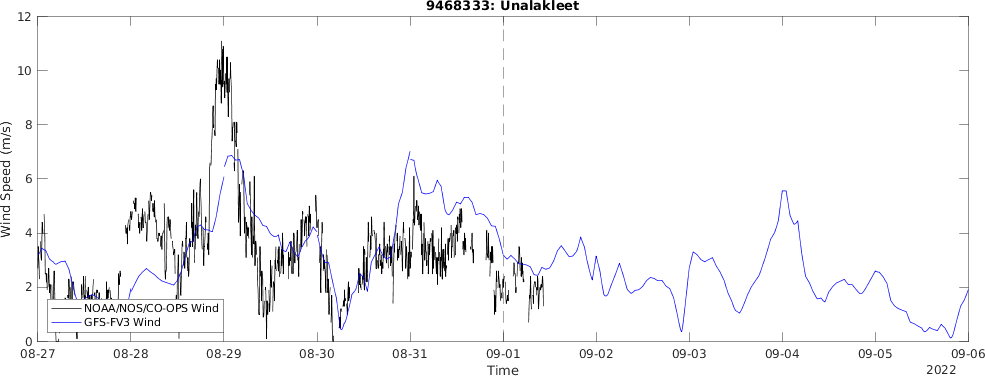 9468333: Unalakleet
12
10
8
6
4
2
0
Wind Speed (m/s)
NOAA/NOS/CO-OPS Wind
GFS-FV3 Wind
08-27 08-28 08-29 08-30 08-31 09-01 09-02 09-03 09-04 09-05 09-06
Time
2022